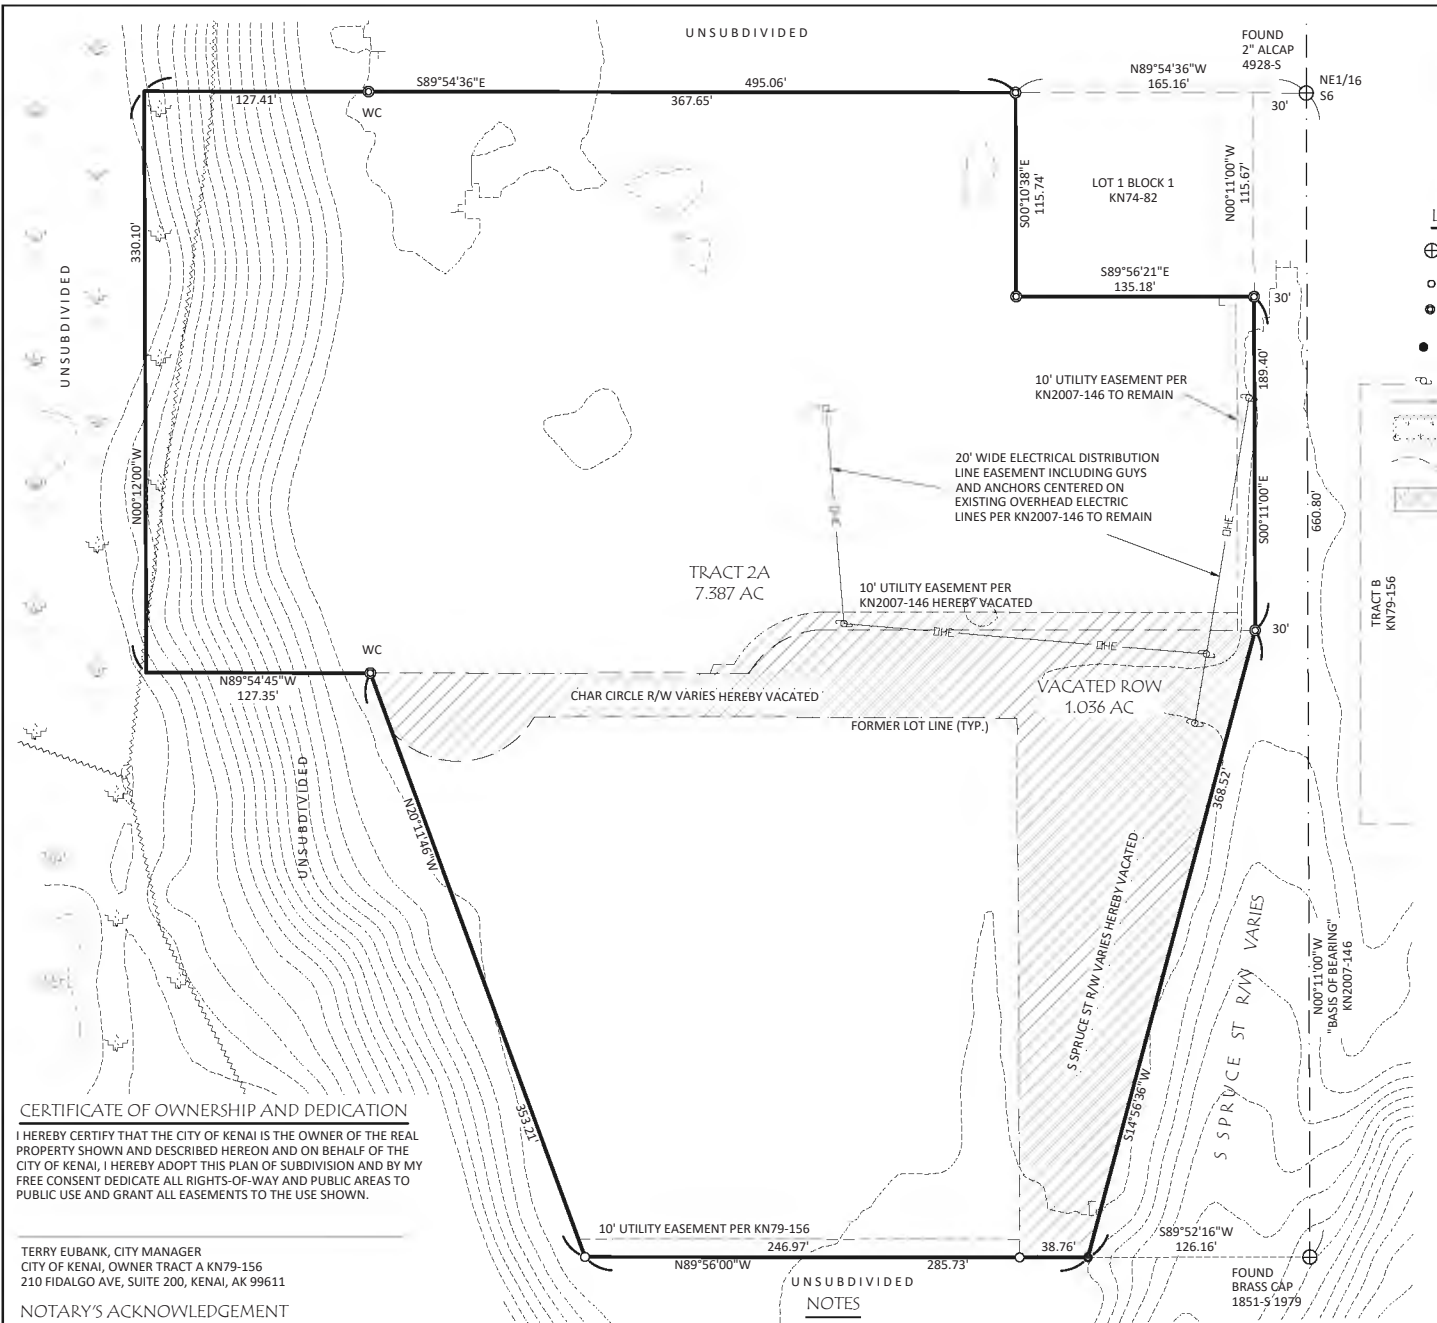 UNSUBDIVIDED
FOUND
2" ALCAP
4928-S
N89°54'36"W
165.16'
NE1/16
S6
30'
S89°54'36"E
495.06'
127.41'
367.65'
WC
S00°10'38"E
115.74'
LOT 1 BLOCK 1
KN74-82
N00°11'00"W
115.67'
S89°56'21"E
135.18'
30'
330.10'
N00°12'00"W
UNSUBDIVIDED
189.40'
S00°11'00"E
10' UTILITY EASEMENT PER
KN2007-146 TO REMAIN
20' WIDE ELECTRICAL DISTRIBUTION
LINE EASEMENT INCLUDING GUYS
AND ANCHORS CENTERED ON
EXISTING OVERHEAD ELECTRIC
LINES PER KN2007-146 TO REMAIN
OHE
OHE
OHE
OHE
660.80'
TRACT B
KN79-156
TRACT 2A
7.387 AC
10' UTILITY EASEMENT PER
KN2007-146 HEREBY VACATED
30'
WC
N89°54'45"W
127.35'
CHAR CIRCLE R/W VARIES HEREBY VACATED
VACATED ROW
1.036 AC
FORMER LOT LINE (TYP.)
UNSUBDIVIDED
N20°11'46"W
353.21'
368.52'
S14°56'36"W
S SPRUCE ST R/W VARIES HEREBY VACATED
S SPRUCE ST R/W VARIES
N00°11'00"W
"BASIS OF BEARING"
KN2007-146
CERTIFICATE OF OWNERSHIP AND DEDICATION
I HEREBY CERTIFY THAT THE CITY OF KENAI IS THE OWNER OF THE REAL
PROPERTY SHOWN AND DESCRIBED HEREON AND ON BEHALF OF THE
CITY OF KENAI, I HEREBY ADOPT THIS PLAN OF SUBDIVISION AND BY MY
FREE CONSENT DEDICATE ALL RIGHTS-OF-WAY AND PUBLIC AREAS TO
PUBLIC USE AND GRANT ALL EASEMENTS TO THE USE SHOWN.
TERRY EUBANK, CITY MANAGER
CITY OF KENAI, OWNER TRACT A KN79-156
210 FIDALGO AVE, SUITE 200, KENAI, AK 99611
NOTARY'S ACKNOWLEDGEMENT
10' UTILITY EASEMENT PER KN79-156
246.97'
38.76'
N89°56'00"W
285.73'
S89°52'16"W
126.16'
UNSUBDIVIDED
NOTES
FOUND
BRASS CAP
1851-S 1979